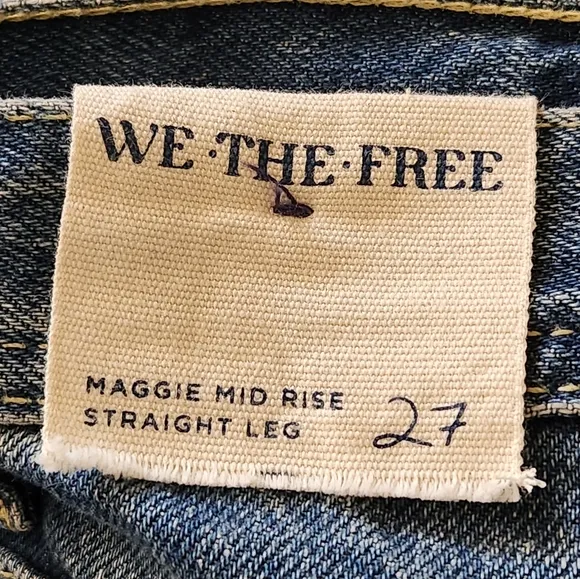 WE·THE·FREE
MAGGIE MID RISE
STRAIGHT LEG 27